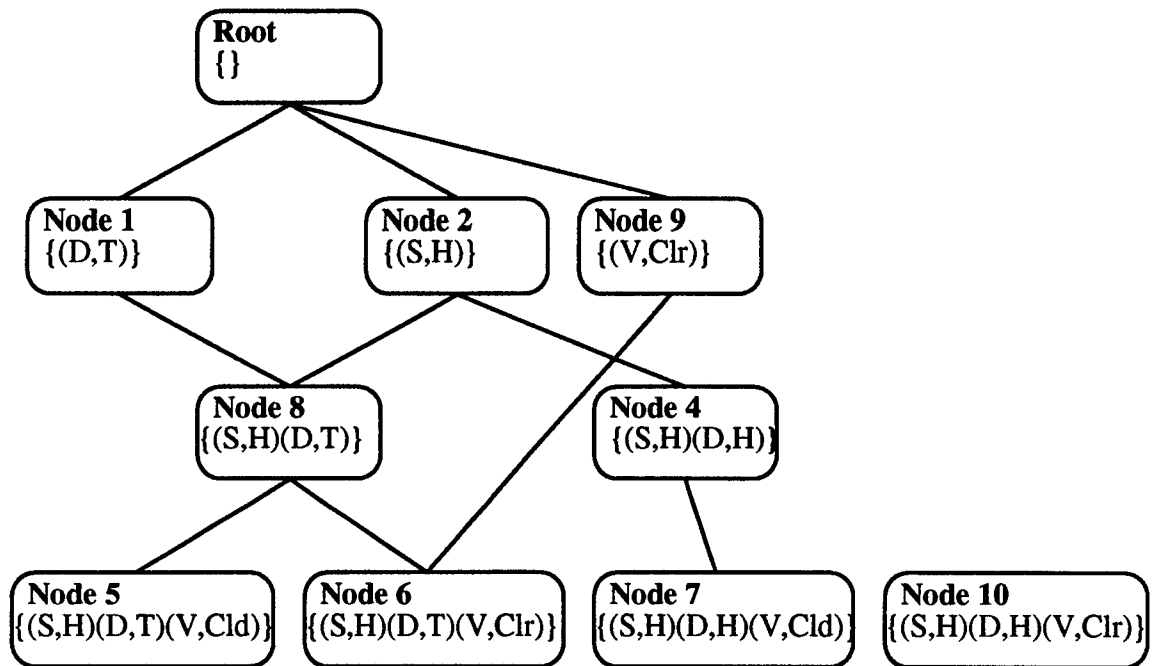 Root
{}
Node 1
{(D,T)}
Node 2
{(S,H)}
Node 9
{(V,Clr)}
Node 8
{(S,H)(D,T)}
Node 4
{(S,H)(D,H)}
Node 5
{(S,H)(D,T)(V,Cld)}
Node 6
{(S,H)(D,T)(V,Clr)}
Node 7
{(S,H)(D,H)(V,Cld)}
Node 10
{(S,H)(D,H)(V,Clr)}